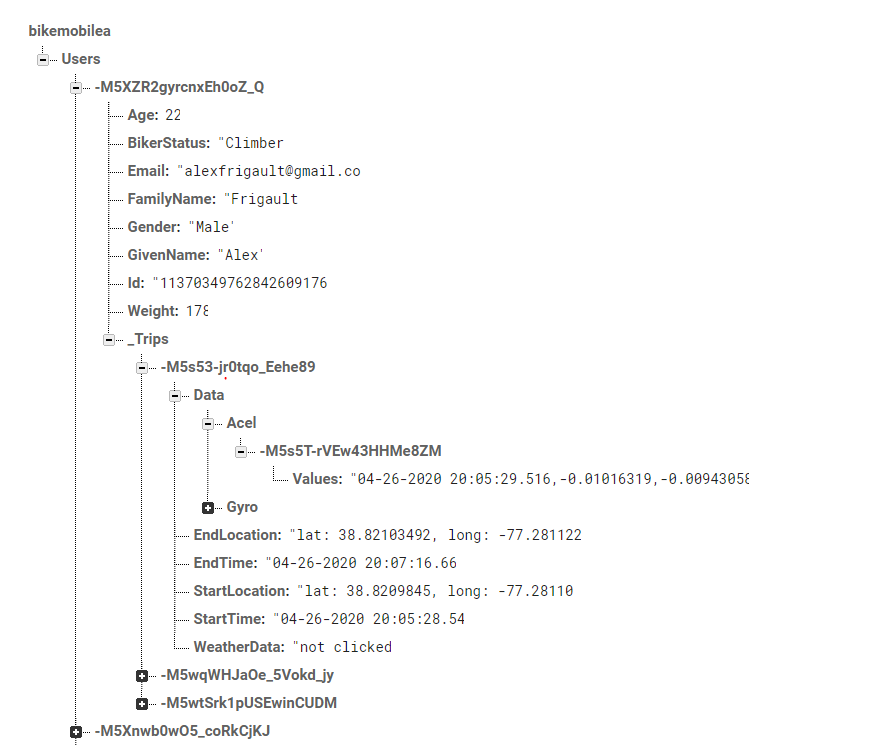 bikemobilea
Users
-M5XZR2gyrcnxEh0oZ_Q
Age: 22
BikerStatus: "Climber
Email: "alexfrigault@gmail.co
FamilyName: "Frigault
Gender: "Male'
GivenName: "Alex'
Id: "11370349762842609176
Weight: 178
_Trips
-M5s53-jr0tqo_Eehe89
Data
Acel
-M5s5T-rVEw43HHMe8ZM
Values: "04-26-2020 20:05:29.516,-0.01016319,-0.00943058
Gyro
EndLocation: "lat: 38.82103492, long: -77.281122
EndTime: "04-26-2020 20:07:16.66
StartLocation: "lat: 38.8209845, long: -77.28110
StartTime: "04-26-2020 20:05:28.54
WeatherData: "not clicked
-M5wqWHJaOe_5Vokd_jy
-M5wtSrk1pUSEwinCUDM
-M5Xnwb0wO5_coRkCjKJ